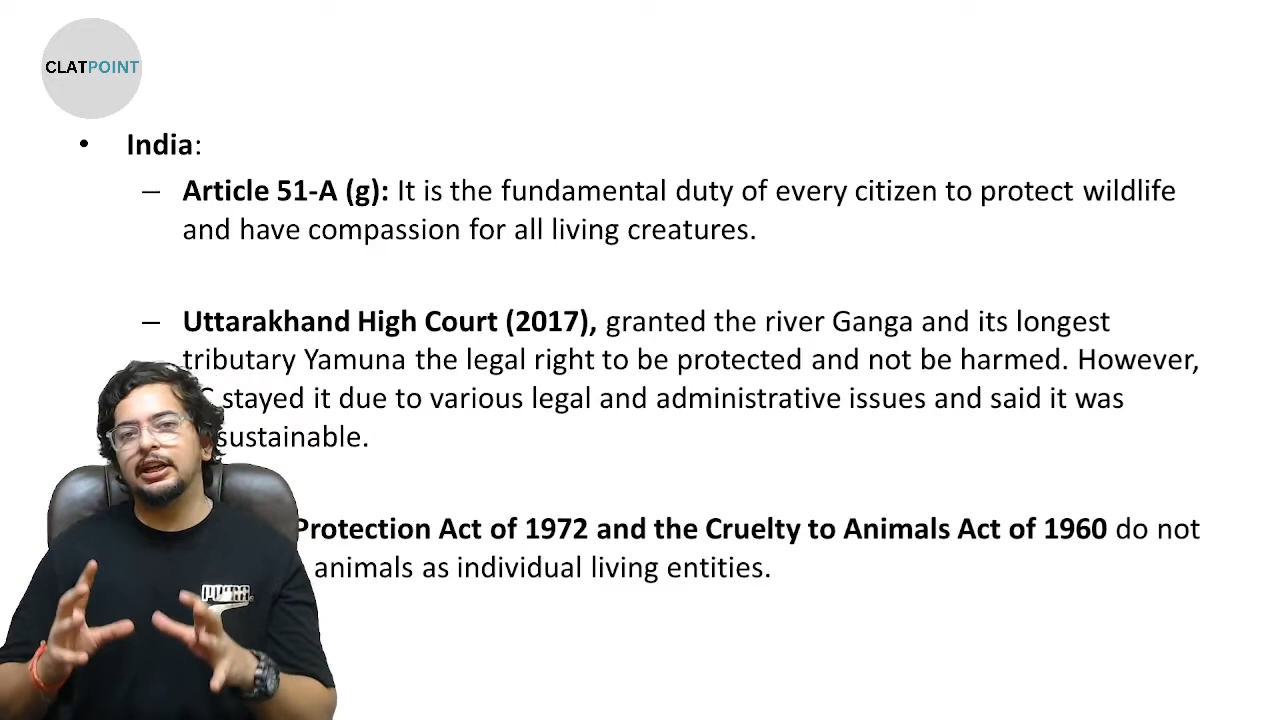 CLATPOINT
• India:
– Article 51-A (g): It is the fundamental duty of every citizen to protect wildlife
and have compassion for all living creatures.
– Uttarakhand High Court (2017), granted the river Ganga and its longest
tributary Yamuna the legal right to be protected and not be harmed. However,
stayed it due to various legal and administrative issues and said it was
sustainable.
Protection Act of 1972 and the Cruelty to Animals Act of 1960 do not
animals as individual living entities.
PUMA